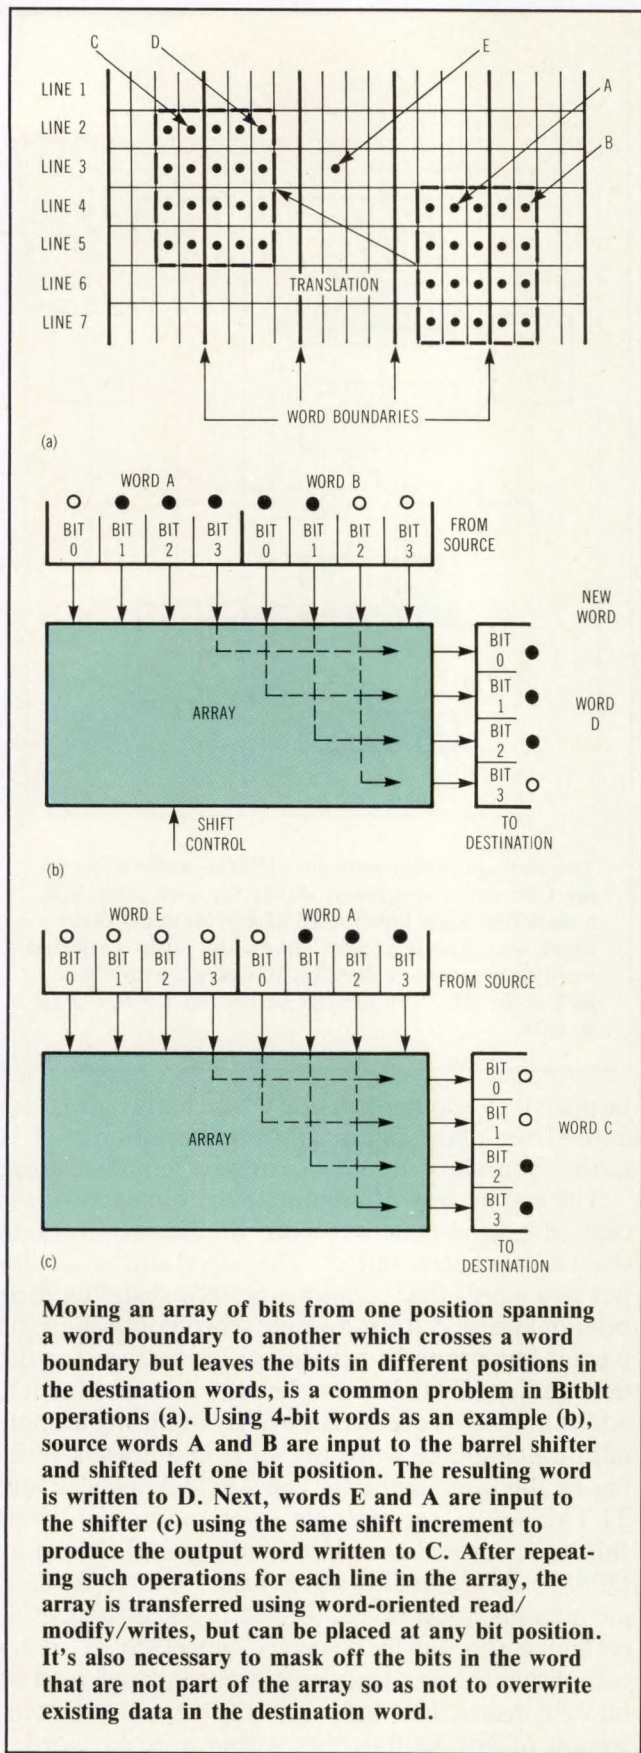 C D E
A
B
LINE 1
LINE 2
LINE 3
LINE 4
LINE 5
LINE 6
LINE 7
TRANSLATION
WORD BOUNDARIES
(a)
WORD A WORD B
BIT 0 BIT 1 BIT 2 BIT 3 BIT 0 BIT 1 BIT 2 BIT 3
FROM SOURCE
NEW WORD
ARRAY
BIT 0
BIT 1
BIT 2
BIT 3
WORD D
SHIFT CONTROL
TO DESTINATION
(b)
WORD E WORD A
BIT 0 BIT 1 BIT 2 BIT 3 BIT 0 BIT 1 BIT 2 BIT 3
FROM SOURCE
ARRAY
BIT 0
BIT 1
BIT 2
BIT 3
WORD C
TO DESTINATION
(c)
Moving an array of bits from one position spanning
a word boundary to another which crosses a word
boundary but leaves the bits in different positions in
the destination words, is a common problem in Bitblt
operations (a). Using 4-bit words as an example (b),
source words A and B are input to the barrel shifter
and shifted left one bit position. The resulting word
is written to D. Next, words E and A are input to
the shifter (c) using the same shift increment to
produce the output word written to C. After repeat-
ing such operations for each line in the array, the
array is transferred using word-oriented read/
modify/writes, but can be placed at any bit position.
It's also necessary to mask off the bits in the word
that are not part of the array so as not to overwrite
existing data in the destination word.